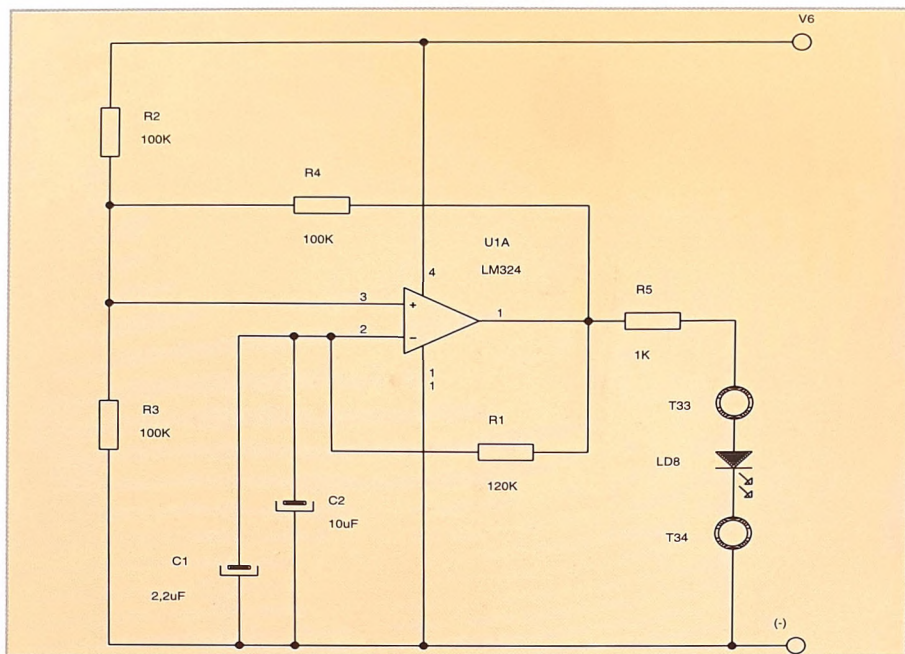 V6
R2
100K
R4
100K
U1A
LM324
4
3
+
1
R5
2
-
1K
1
1
R3
100K
R1
T33
120K
LD8
C2
10uF
T34
C1
2,2uF
(-)